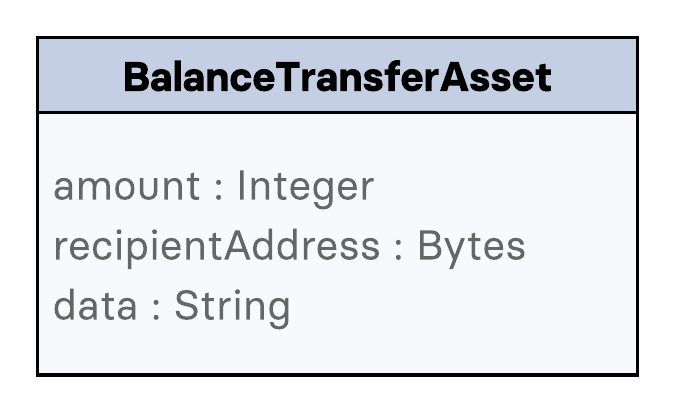 BalanceTransferAsset
amount : Integer
recipientAddress : Bytes
data : String